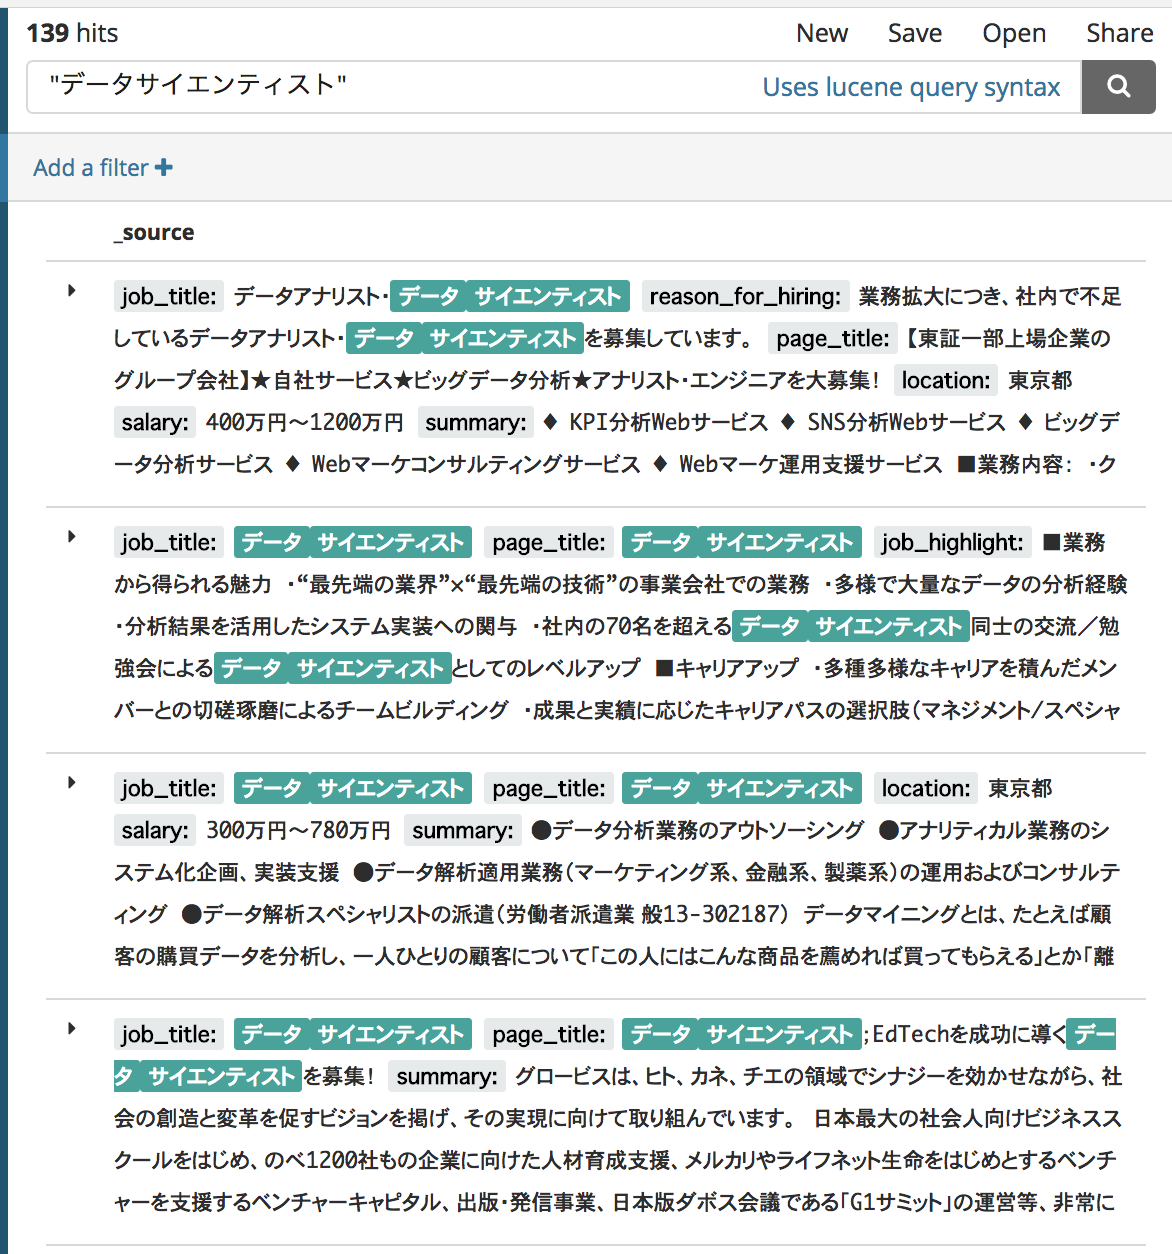 139 hits New Save Open Share
"データサイエンティスト" Uses lucene query syntax
Add a filter +
_source
job_title: データアナリスト・データサイエンティスト reason_for_hiring: 業務拡大につき、社内で不足
しているデータアナリスト・データサイエンティストを募集しています。 page_title: 【東証一部上場企業の
グループ会社】★自社サービス★ビッグデータ分析★アナリスト・エンジニアを大募集! location: 東京都
salary: 400万円〜1200万円 summary: ♦ KPI分析Webサービス ♦ SNS分析Webサービス ♦ ビッグデ
ータ分析サービス ♦ Webマーケコンサルティングサービス ♦ Webマーケ運用支援サービス ■業務内容: ・ク
job_title: データサイエンティスト page_title: データサイエンティスト job_highlight: ■業務
から得られる魅力 ・“最先端の業界”×“最先端の技術”の事業会社での業務 ・多様で大量なデータの分析経験
・分析結果を活用したシステム実装への関与 ・社内の70名を超えるデータサイエンティスト同士の交流／勉
強会によるデータサイエンティストとしてのレベルアップ ■キャリアアップ ・多種多様なキャリアを積んだメン
バーとの切磋琢磨によるチームビルディング ・成果と実績に応じたキャリアパスの選択肢(マネジメント/スペシャ
job_title: データサイエンティスト page_title: データサイエンティスト location: 東京都
salary: 300万円〜780万円 summary: ●データ分析業務のアウトソーシング ●アナリティカル業務のシ
ステム化企画、実装支援 ●データ解析適用業務(マーケティング系、金融系、製薬系)の運用およびコンサルテ
ィング ●データ解析スペシャリストの派遣(労働者派遣業 般13-302187) データマイニングとは、たとえば顧
客の購買データを分析し、一人ひとりの顧客について「この人にはこんな商品を薦めれば買ってもらえる」とか「離
job_title: データサイエンティスト page_title: データサイエンティスト;EdTechを成功に導くデー
タサイエンティストを募集! summary: グロービスは、ヒト、カネ、チエの領域でシナジーを効かせながら、社
会の創造と変革を促すビジョンを掲げ、その実現に向けて取り組んでいます。 日本最大の社会人向けビジネスス
クールをはじめ、のべ1200社もの企業に向けた人材育成支援、メルカリやライフネット生命をはじめとするベンチ
ャーを支援するベンチャーキャピタル、出版・発信事業、日本版ダボス会議である「G1サミット」の運営等、非常に